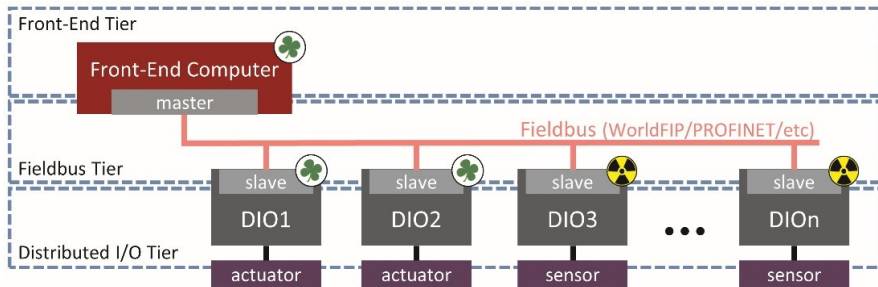 Front-End Tier
Front-End Computer
master
Fieldbus (WorldFIP/PROFINET/etc)
Fieldbus Tier
slave slave slave slave
DIO1 DIO2 DIO3 DIOn
Distributed I/O Tier
actuator actuator sensor sensor